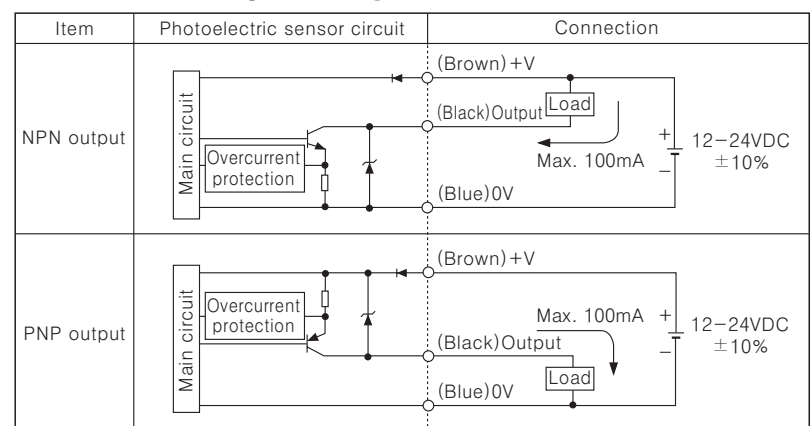 Item
Photoelectric sensor circuit
Connection
NPN output
Main circuit
Overcurrent
protection
(Brown)+V
(Black)Output
Load
Max. 100mA
(Blue)0V
+
−
12−24VDC
±10%
PNP output
Main circuit
Overcurrent
protection
(Brown)+V
Max. 100mA
(Black)Output
Load
(Blue)0V
+
−
12−24VDC
±10%